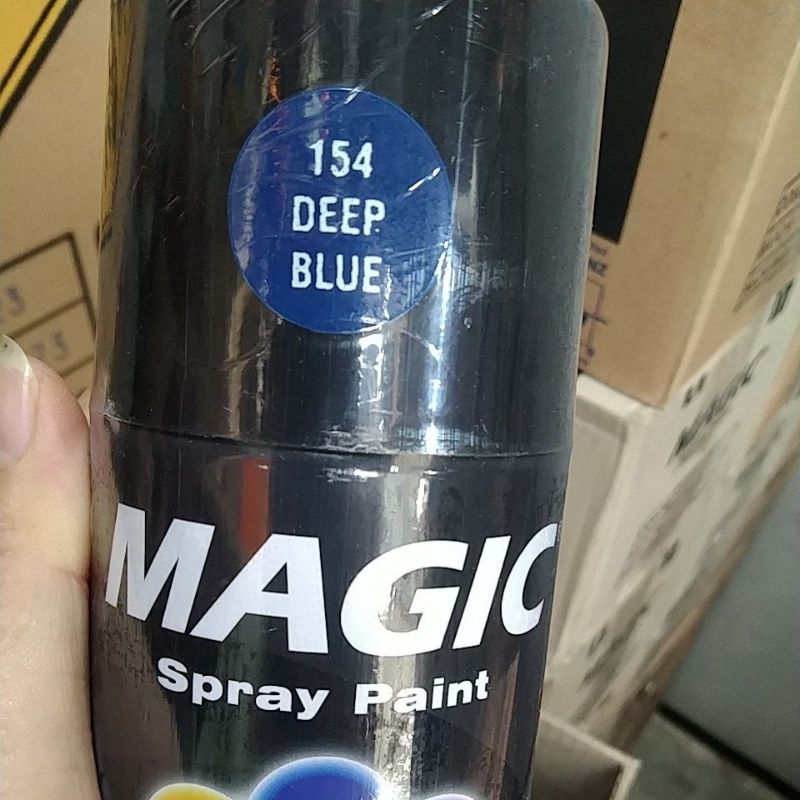 154
DEEP
BLUE
MAGIC
Spray Paint